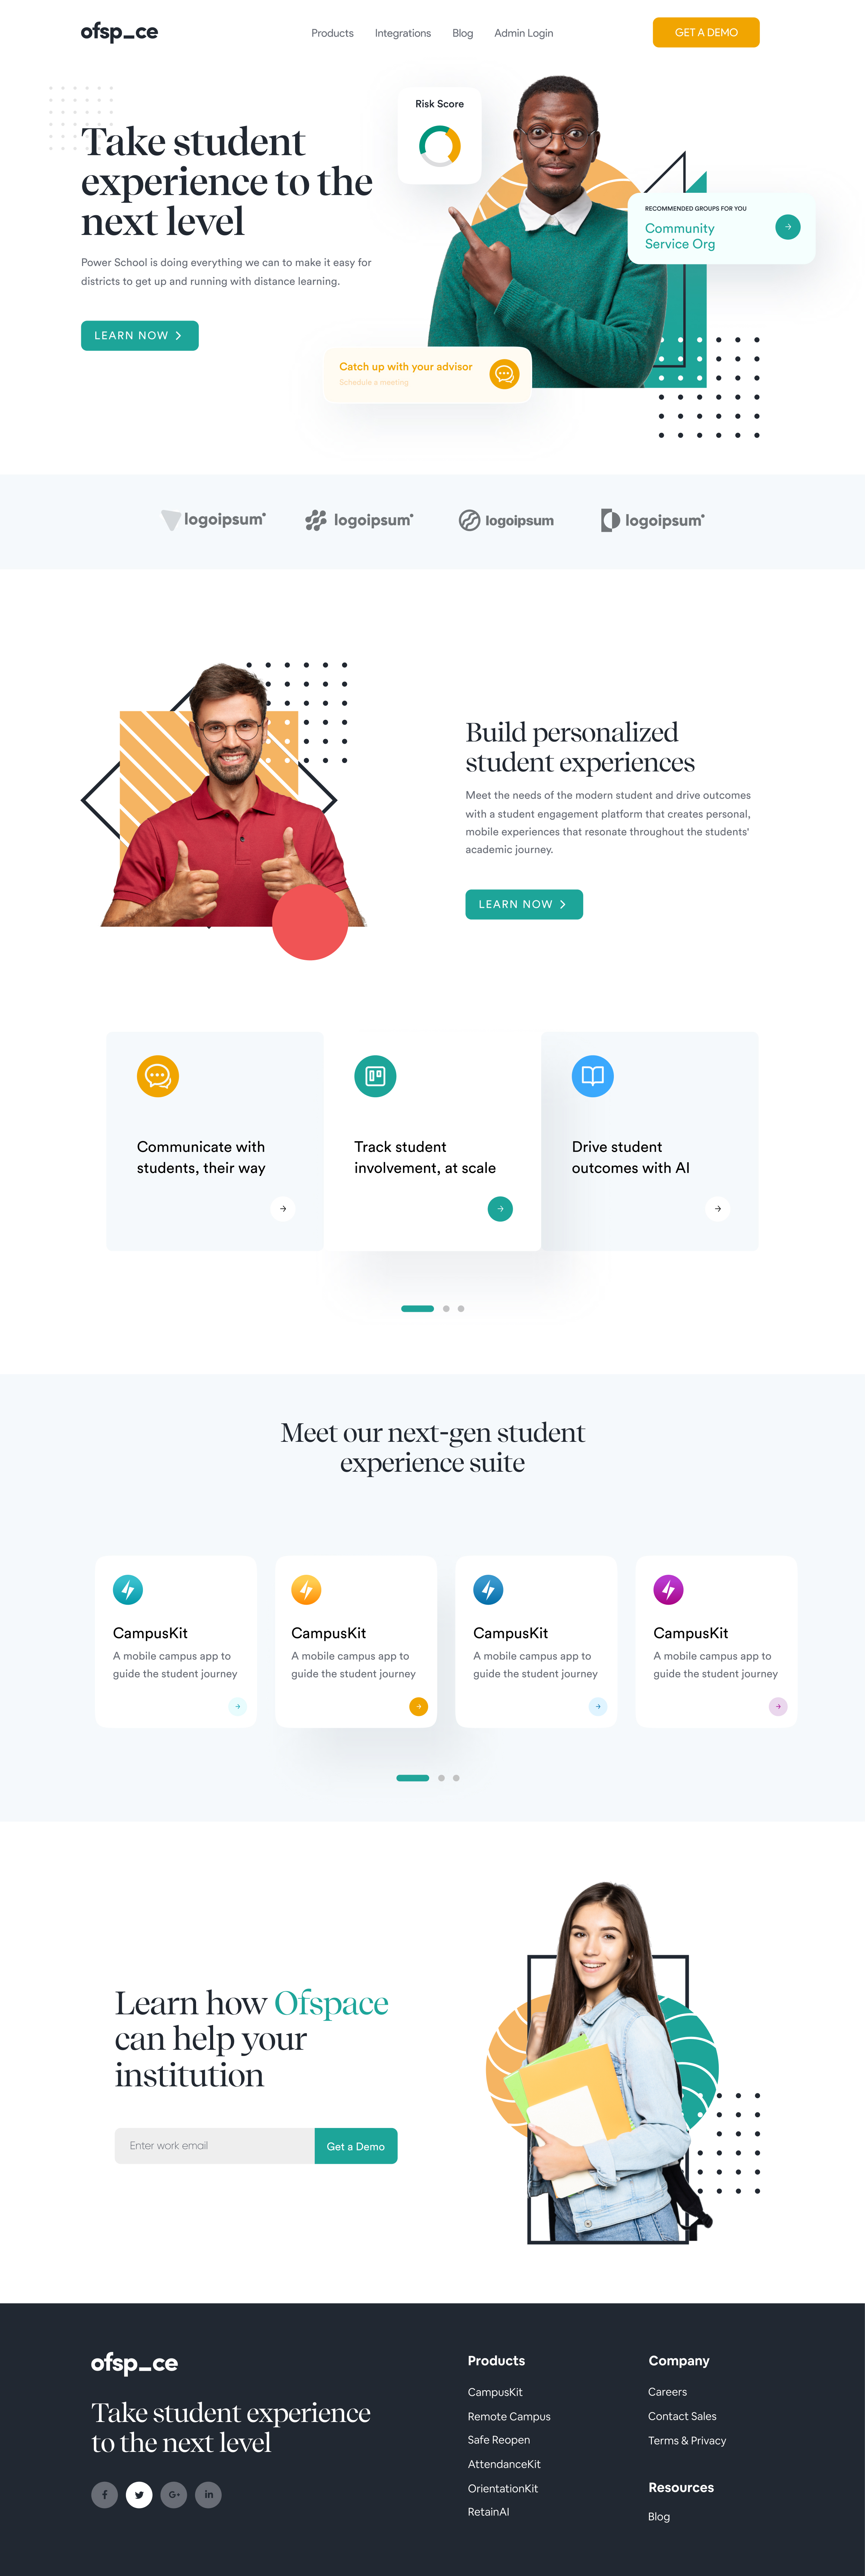 ofsp_ce
Products
Integrations
Blog
Admin Login
GET A DEMO
Risk Score
Take student
experience to the
next level
RECOMMENDED GROUPS FOR YOU
Community
Service Org
Power School is doing everything we can to make it easy for
districts to get up and running with distance learning.
LEARN NOW
Catch up with your advisor
Schedule a meeting
logoipsum
logoipsum
logoipsum
logoipsum
Build personalized
student experiences
Meet the needs of the modern student and drive outcomes
with a student engagement platform that creates personal,
mobile experiences that resonate throughout the students'
academic journey.
LEARN NOW
Communicate with
students, their way
Track student
involvement, at scale
Drive student
outcomes with AI
Meet our next-gen student
experience suite
CampusKit
A mobile campus app to
guide the student journey
CampusKit
A mobile campus app to
guide the student journey
CampusKit
A mobile campus app to
guide the student journey
CampusKit
A mobile campus app to
guide the student journey
Learn how Ofspace
can help your
institution
Enter work email
Get a Demo
ofsp_ce
Take student experience
to the next level
f
G+
in
Products
CampusKit
Remote Campus
Safe Reopen
AttendanceKit
OrientationKit
RetainAI
Company
Careers
Contact Sales
Terms & Privacy
Resources
Blog